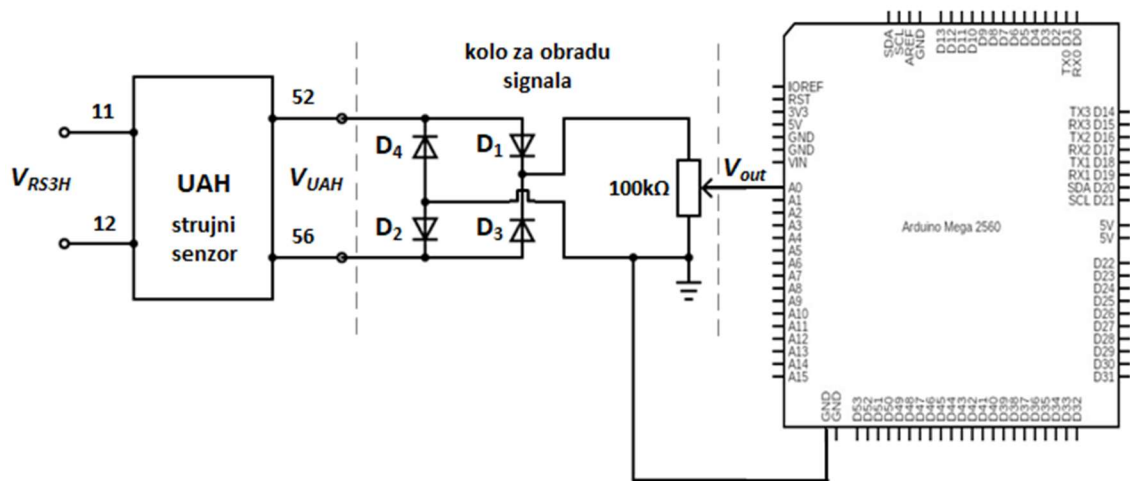 kolo za obradu
signala
11
12
V_RS3H
UAH
strujni
senzor
52
56
V_UAH
D4
D1
D2
D3
100kΩ
V_out
SDA
SCL
AREF
GND
D13
D12
D11
D10
D9
D8
D7
D6
D5
D4
D3
D2
TX0 D1
RX0 D0
IOREF
RST
3V3
5V
GND
GND
VIN
A0
A1
A2
A3
A4
A5
A6
A7
A8
A9
A10
A11
A12
A13
A14
A15
Arduino Mega 2560
TX3 D14
RX3 D15
TX2 D16
RX2 D17
TX1 D18
RX1 D19
SDA D20
SCL D21
5V
5V
D22
D23
D24
D25
D26
D27
D28
D29
D30
D31
GND
GND
D53
D52
D51
D50
D49
D48
D47
D46
D45
D44
D43
D42
D41
D40
D39
D38
D37
D36
D35
D34
D33
D32